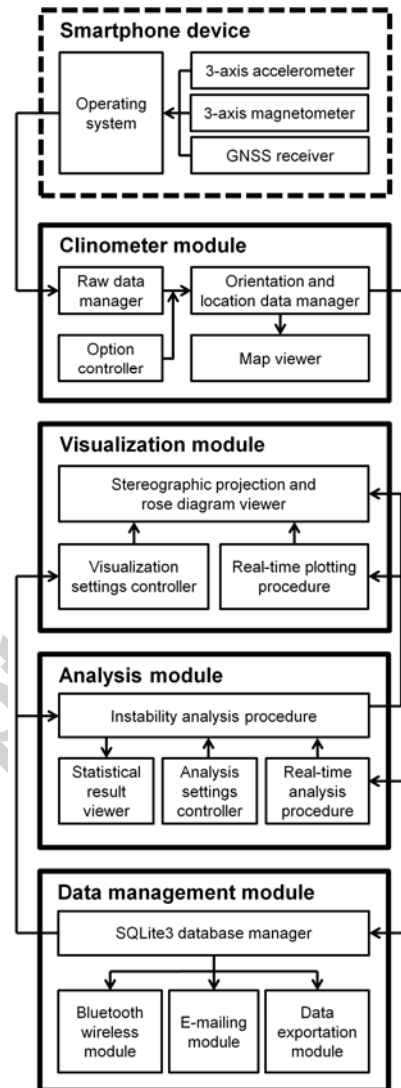 Smartphone device
Operating
system
3-axis accelerometer
3-axis magnetometer
GNSS receiver
Clinometer module
Raw data
manager
Orientation and
location data manager
Option
controller
Map viewer
Visualization module
Stereographic projection and
rose diagram viewer
Visualization
settings controller
Real-time plotting
procedure
Analysis module
Instability analysis procedure
Statistical
result
viewer
Analysis
settings
controller
Real-time
analysis
procedure
Data management module
SQLite3 database manager
Bluetooth
wireless
module
E-mailing
module
Data
exportation
module